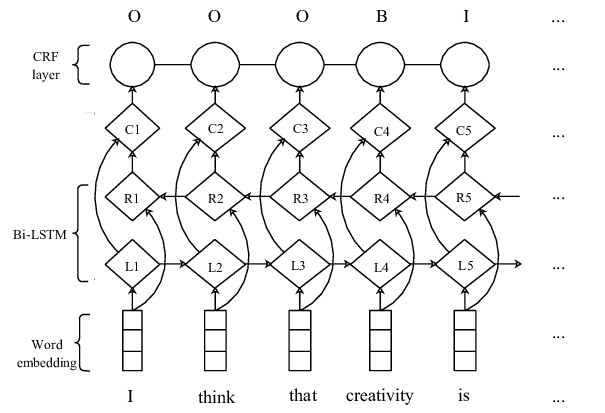 O O O B I ...
CRF
layer
...
C1 C2 C3 C4 C5 ...
R1 R2 R3 R4 R5 ...
Bi-LSTM
L1 L2 L3 L4 L5 ...
Word
embedding
...
I think that creativity is ...